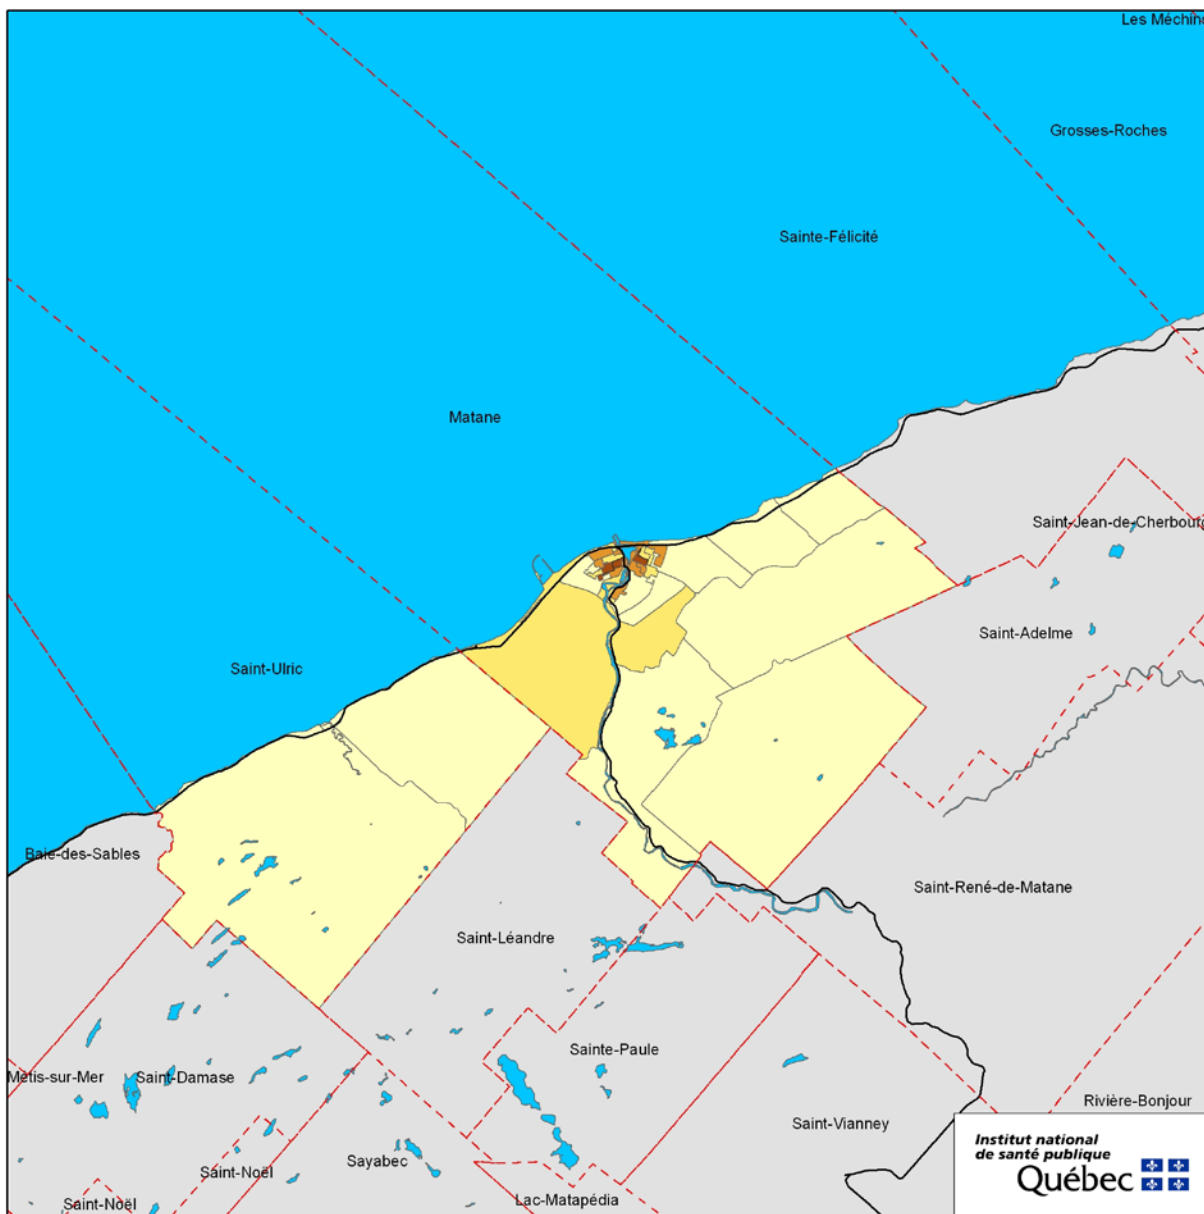 Les Méchins
Grosses-Roches
Sainte-Félicité
Matane
Saint-Jean-de-Cherbourg
Saint-Adelme
Saint-Ulric
Baie-des-Sables
Saint-René-de-Matane
Saint-Léandre
Sainte-Paule
Métis-sur-Mer
Saint-Damase
Rivière-Bonjour
Saint-Vianney
Sayabec
Saint-Noël
Lac-Matapédia
Saint-Noël
Institut national
de santé publique
Québec